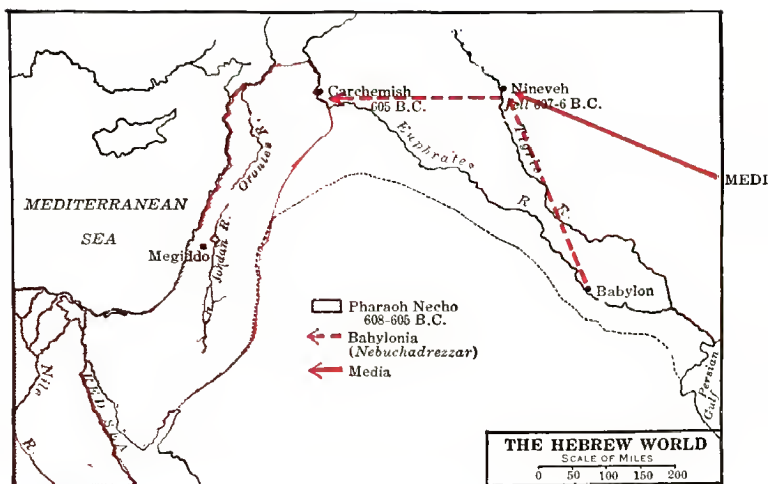 Carchemish
605 B.C.
Nineveh
fell 607-6 B.C.
Tigris
R.
Euphrates
R
MEDI
Orontes
R.
MEDITERRANEAN
SEA
Megiddo
Jordan R.
Babylon
Pharaoh Necho
608-605 B.C.
Babylonia
(Nebuchadrezzar)
Media
Nile
R.
RED SEA
Persian
Gulf
THE HEBREW WORLD
SCALE OF MILES
0 50 100 150 200